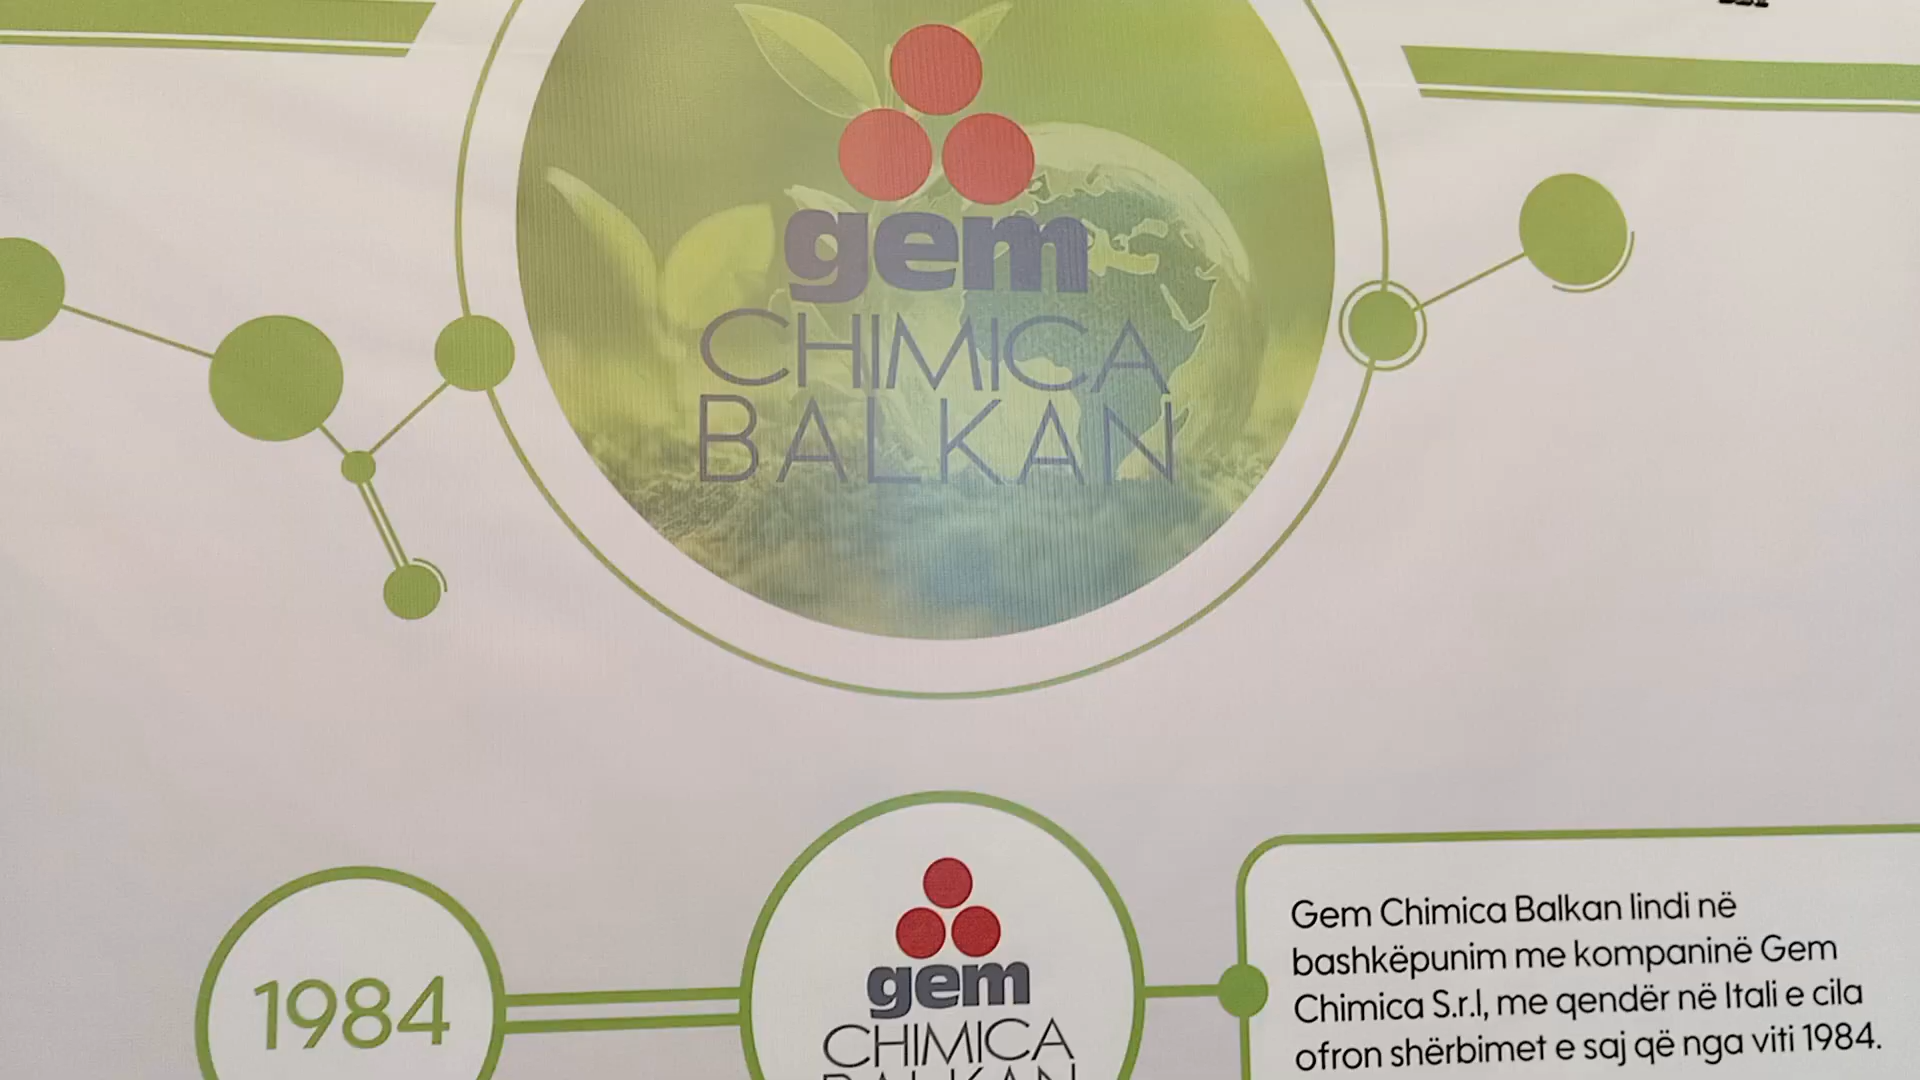 gem
CHIMICA
BALKAN
1984
gem
CHIMICA
BALKAN
Gem Chimica Balkan lindi në
bashkëpunim me kompaninë Gem
Chimica S.r.l, me qendër në Itali e cila
ofron shërbimet e saj që nga viti 1984.